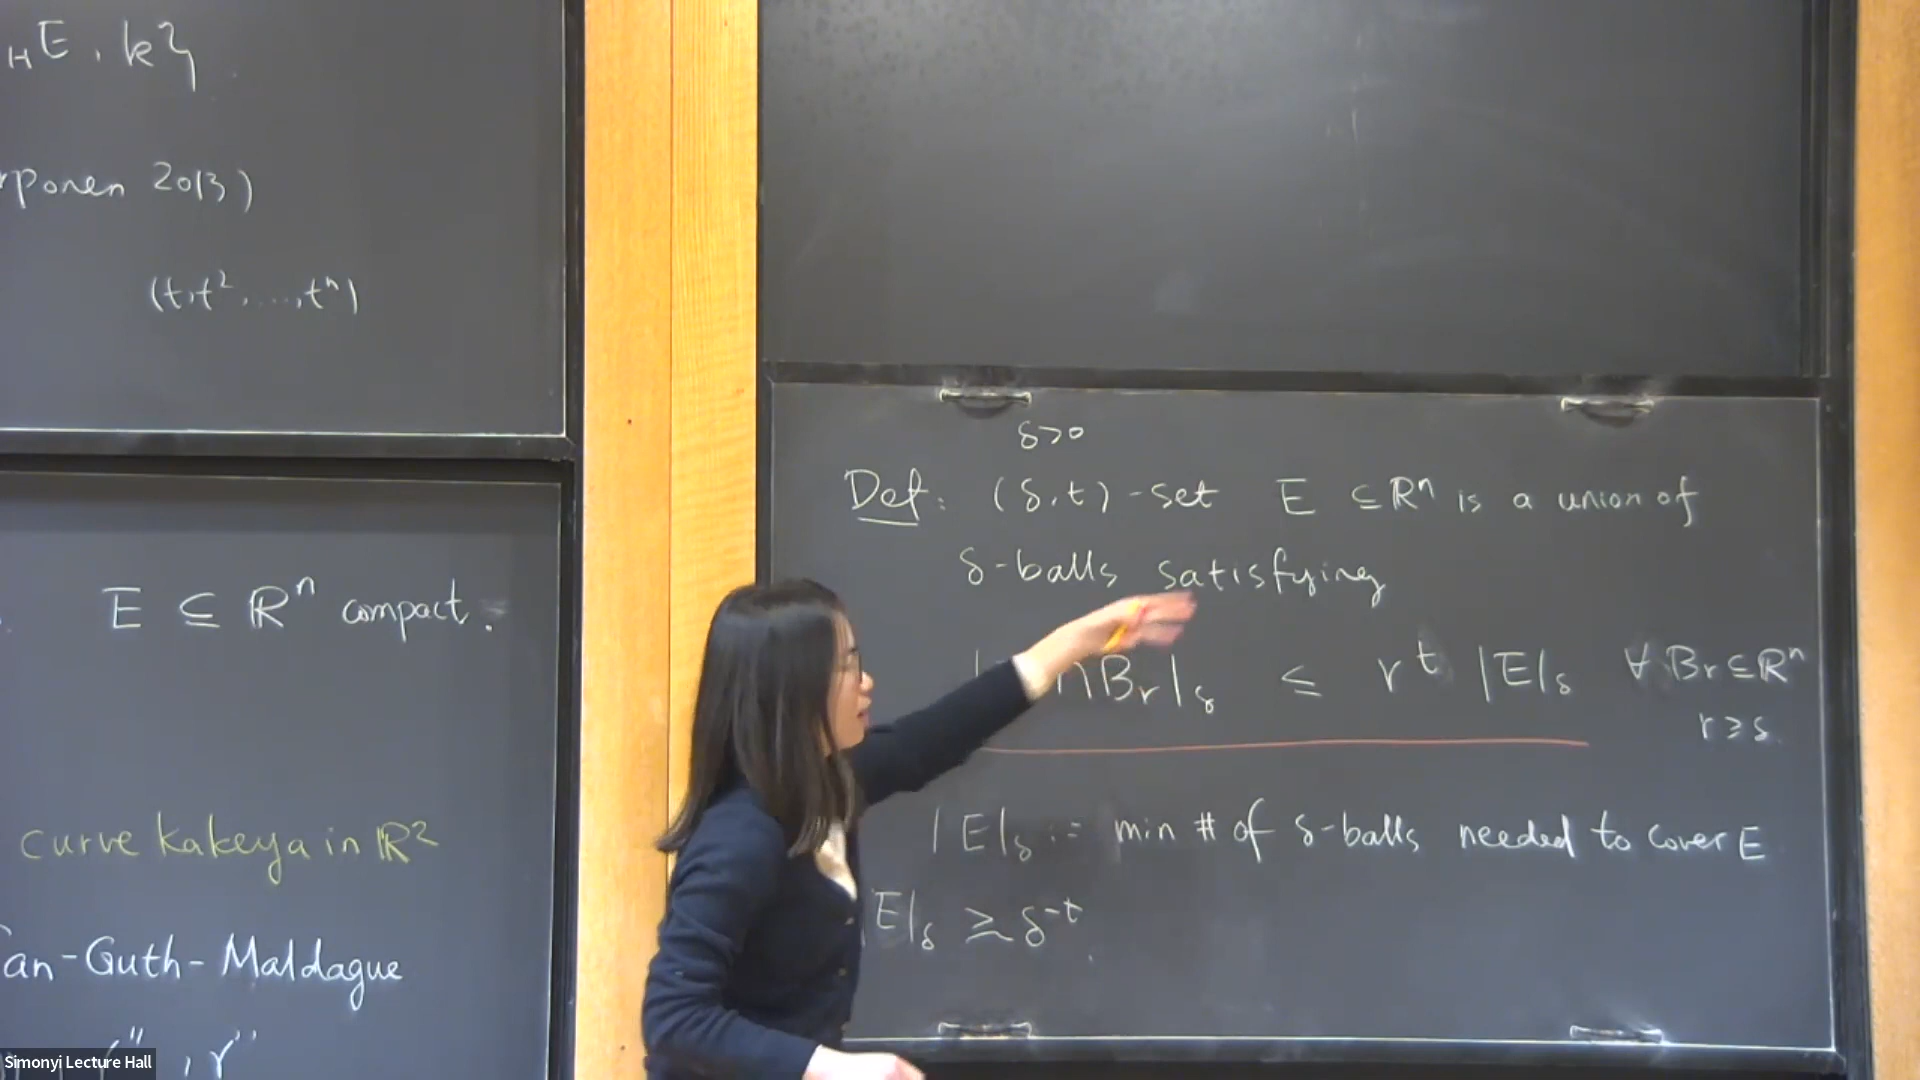 HE, k}
rponen 2013)
(t,t²,...,tⁿ)
E ⊆ ℝⁿ compact.
curve kakeya in ℝ²
an-Guth-Maldague
δ>0
Def: (δ,t)-set E ⊆ ℝⁿ is a union of
δ-balls satisfying
∩Br|δ ≤ r^t |E|δ ∀ Br⊆ℝⁿ
r≥δ.
|E|δ := min # of δ-balls needed to cover E
|E|δ ≳ δ^-t.
Simonyi Lecture Hall